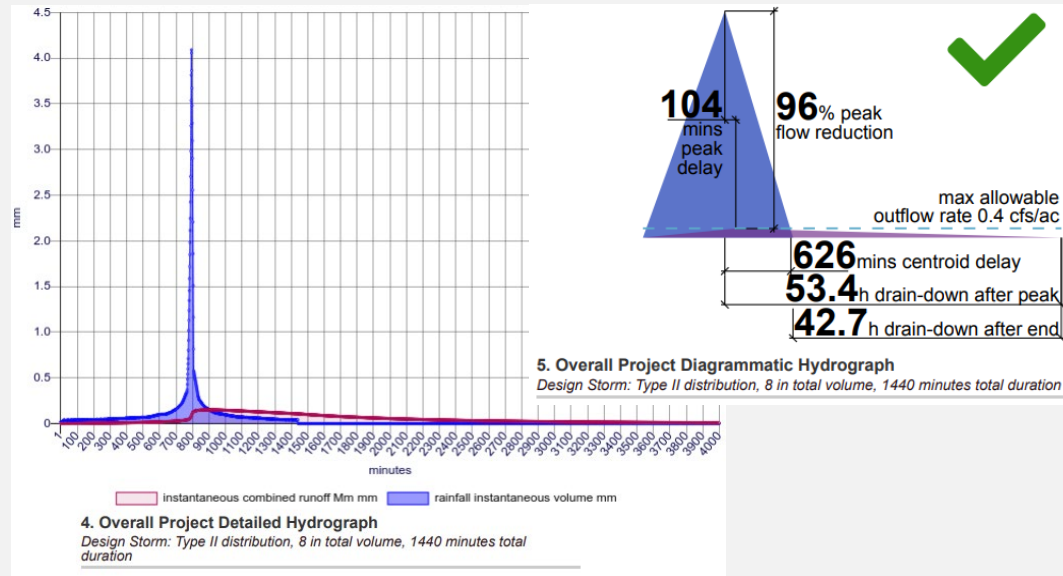 4.5
4.0
3.5
3.0
2.5
2.0
1.5
1.0
0.5
0
mm
1
100
200
300
400
500
600
700
800
900
1000
1100
1200
1300
1400
1500
1600
1700
1800
1900
2000
2100
2200
2300
2400
2500
2600
2700
2800
2900
3000
3100
3200
3300
3400
3500
3600
3700
3800
3900
4000
minutes
instantaneous combined runoff Mm mm
rainfall instantaneous volume mm
4. Overall Project Detailed Hydrograph
Design Storm: Type II distribution, 8 in total volume, 1440 minutes total
duration
104
mins
peak
delay
96% peak
flow reduction
max allowable
outflow rate 0.4 cfs/ac
626mins centroid delay
53.4h drain-down after peak
42.7h drain-down after end
5. Overall Project Diagrammatic Hydrograph
Design Storm: Type II distribution, 8 in total volume, 1440 minutes total duration